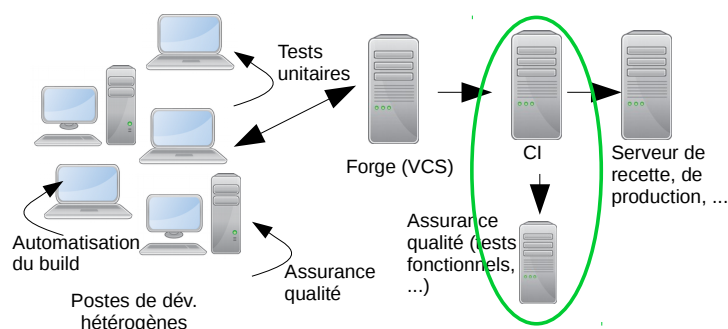 Tests
unitaires
Forge (VCS)
CI
Serveur de
recette, de
production, ...
Automatisation
du build
Assurance
qualité
Assurance
qualité (tests
fonctionnels,
...)
Postes de dév.
hétérogènes